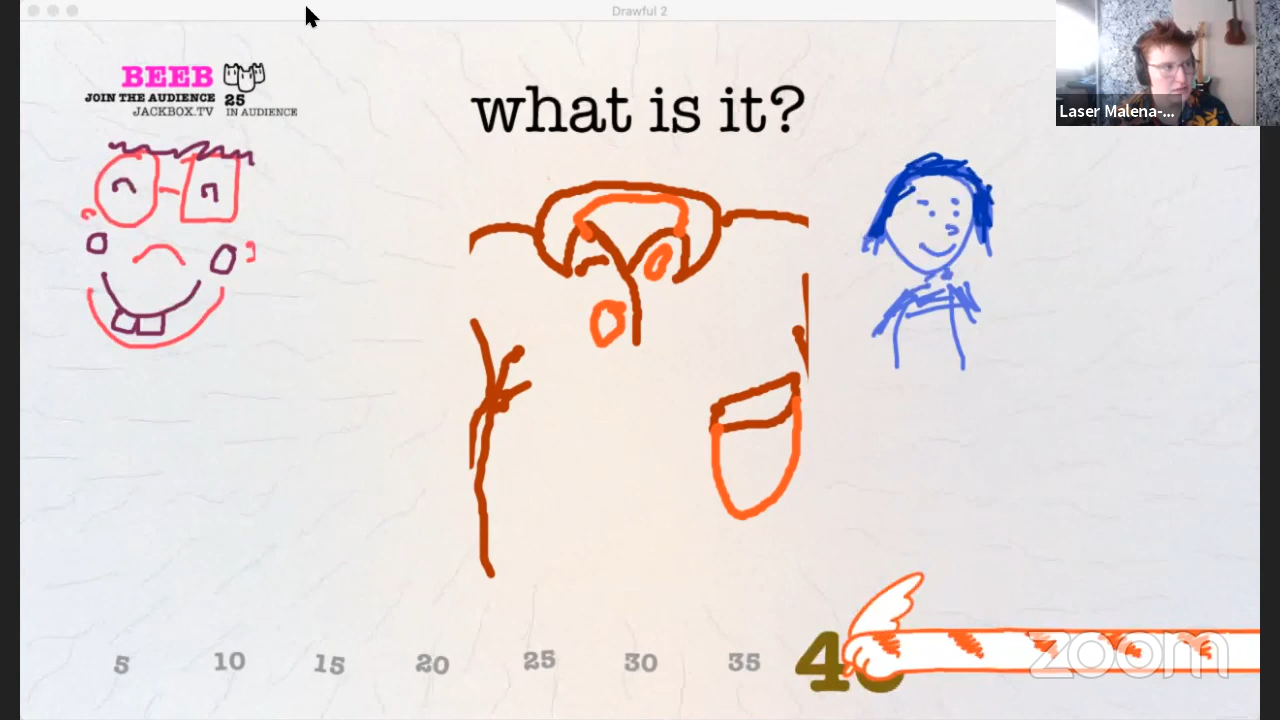 Drawful 2
BEEB
JOIN THE AUDIENCE
JACKBOX.TV
25
IN AUDIENCE
what is it?
Laser Malena-...
5 10 15 20 25 30 35
zoom